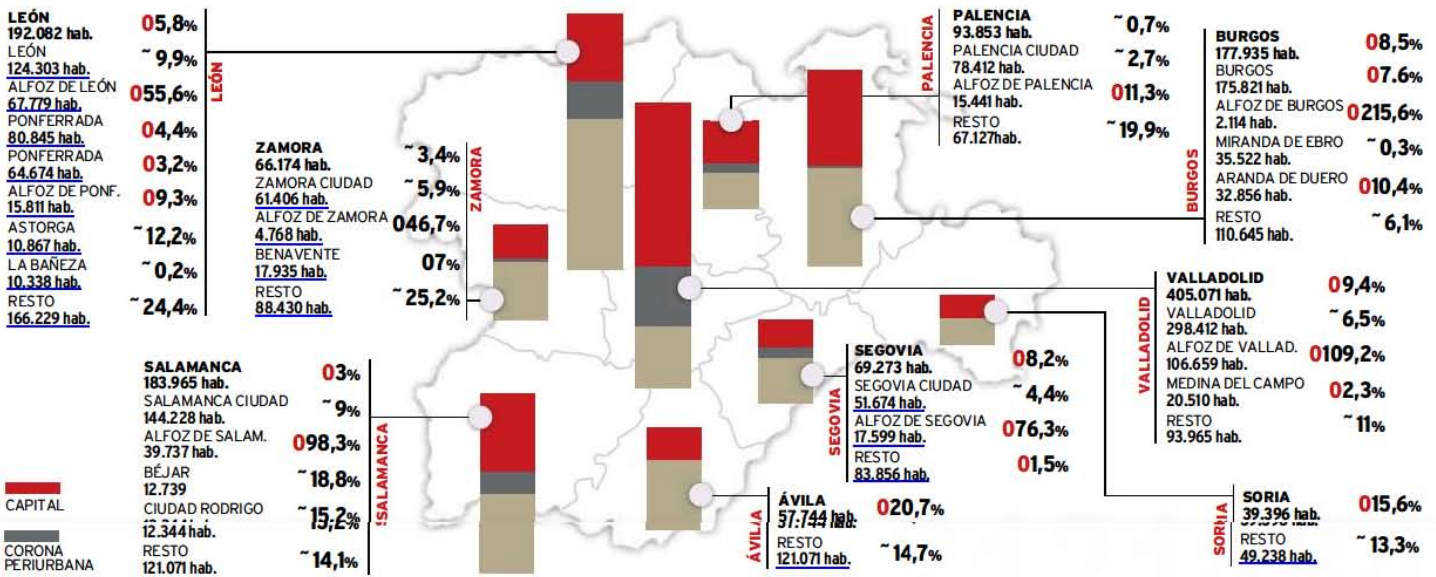 LEÓN
192.082 hab.
05,8%
LEÓN
124.303 hab.
~ 9,9%
ALFOZ DE LEÓN
67.779 hab.
055,6%
PONFERRADA
80.845 hab.
04,4%
PONFERRADA
64.674 hab.
03,2%
ALFOZ DE PONF.
15.811 hab.
09,3%
ASTORGA
10.867 hab.
~ 12,2%
LA BAÑEZA
10.338 hab.
~ 0,2%
RESTO
166.229 hab.
~ 24,4%
LEÓN
ZAMORA
66.174 hab.
~ 3,4%
ZAMORA CIUDAD
61.406 hab.
~ 5,9%
ALFOZ DE ZAMORA
4.768 hab.
046,7%
BENAVENTE
17.935 hab.
07%
RESTO
88.430 hab.
~ 25,2%
ZAMORA
PALENCIA
PALENCIA
93.853 hab.
~ 0,7%
PALENCIA CIUDAD
78.412 hab.
~ 2,7%
ALFOZ DE PALENCIA
15.441 hab.
011,3%
RESTO
67.127hab.
~ 19,9%
BURGOS
BURGOS
177.935 hab.
08,5%
BURGOS
175.821 hab.
07.6%
ALFOZ DE BURGOS
2.114 hab.
0215,6%
MIRANDA DE EBRO
35.522 hab.
~ 0,3%
ARANDA DE DUERO
32.856 hab.
010,4%
RESTO
110.645 hab.
~ 6,1%
VALLADOLID
VALLADOLID
405.071 hab.
09,4%
VALLADOLID
298.412 hab.
~ 6,5%
ALFOZ DE VALLAD.
106.659 hab.
0109,2%
MEDINA DEL CAMPO
20.510 hab.
02,3%
RESTO
93.965 hab.
~ 11%
SALAMANCA
183.965 hab.
03%
SALAMANCA CIUDAD
144.228 hab.
~ 9%
ALFOZ DE SALAM.
39.737 hab.
098,3%
BÉJAR
12.739
~ 18,8%
CIUDAD RODRIGO
12.344 hab.
~ 15,2%
RESTO
121.071 hab.
~ 14,1%
SALAMANCA
SEGOVIA
SEGOVIA
69.273 hab.
08,2%
SEGOVIA CIUDAD
51.674 hab.
~ 4,4%
ALFOZ DE SEGOVIA
17.599 hab.
076,3%
RESTO
83.856 hab.
01,5%
ÁVILA
ÁVILA
57.744 hab.
020,7%
RESTO
121.071 hab.
~ 14,7%
SORIA
SORIA
39.396 hab.
015,6%
RESTO
49.238 hab.
~ 13,3%
CAPITAL
CORONA
PERIURBANA